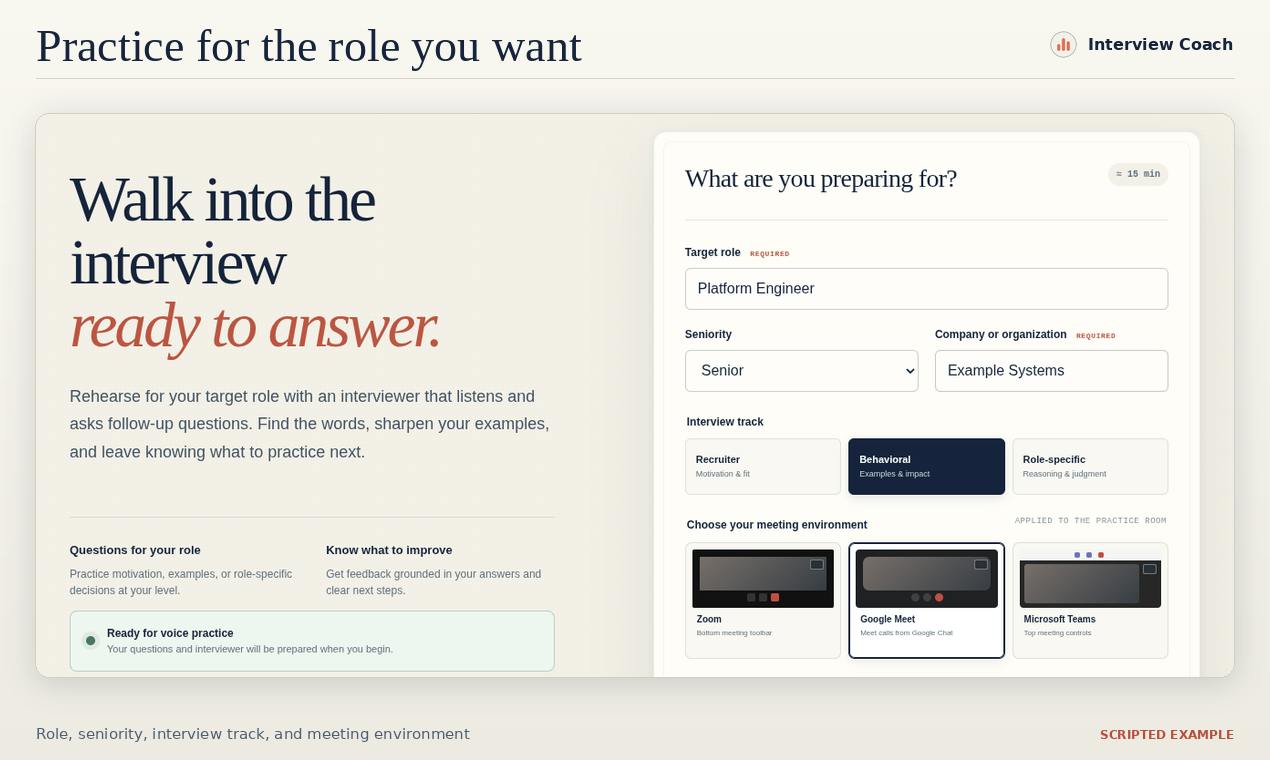 Practice for the role you want
Interview Coach
Walk into the
interview
ready to answer.
Rehearse for your target role with an interviewer that listens and
asks follow-up questions. Find the words, sharpen your examples,
and leave knowing what to practice next.
Questions for your role
Practice motivation, examples, or role-specific
decisions at your level.
Know what to improve
Get feedback grounded in your answers and
clear next steps.
Ready for voice practice
Your questions and interviewer will be prepared when you begin.
What are you preparing for?
≈ 15 min
Target role REQUIRED
Platform Engineer
Seniority
Senior
Company or organization REQUIRED
Example Systems
Interview track
Recruiter
Motivation & fit
Behavioral
Examples & impact
Role-specific
Reasoning & judgment
Choose your meeting environment
APPLIED TO THE PRACTICE ROOM
Zoom
Bottom meeting toolbar
Google Meet
Meet calls from Google Chat
Microsoft Teams
Top meeting controls
Role, seniority, interview track, and meeting environment
SCRIPTED EXAMPLE